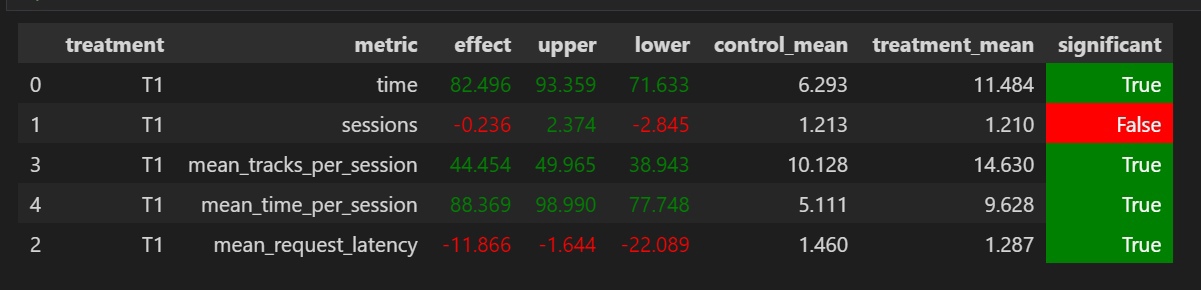 treatment metric effect upper lower control_mean treatment_mean significant
0 T1 time 82.496 93.359 71.633 6.293 11.484 True
1 T1 sessions -0.236 2.374 -2.845 1.213 1.210 False
3 T1 mean_tracks_per_session 44.454 49.965 38.943 10.128 14.630 True
4 T1 mean_time_per_session 88.369 98.990 77.748 5.111 9.628 True
2 T1 mean_request_latency -11.866 -1.644 -22.089 1.460 1.287 True